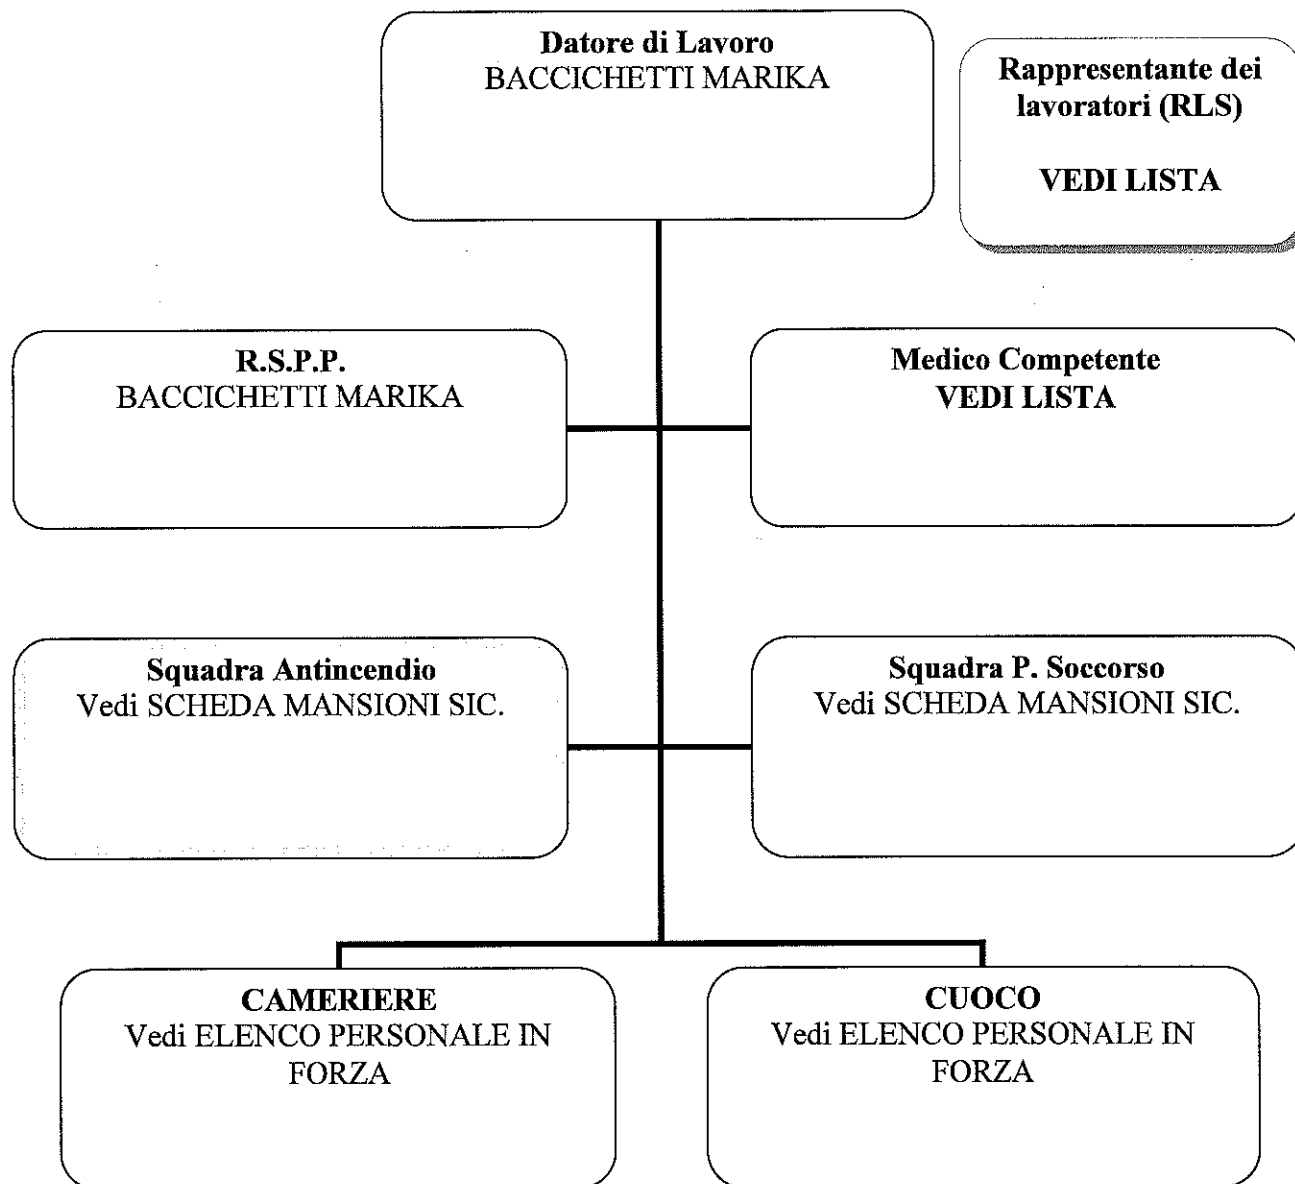 Datore di Lavoro
BACCICHETTI MARIKA
Rappresentante dei
lavoratori (RLS)
VEDI LISTA
R.S.P.P.
BACCICHETTI MARIKA
Medico Competente
VEDI LISTA
Squadra Antincendio
Vedi SCHEDA MANSIONI SIC.
Squadra P. Soccorso
Vedi SCHEDA MANSIONI SIC.
CAMERIERE
Vedi ELENCO PERSONALE IN
FORZA
CUOCO
Vedi ELENCO PERSONALE IN
FORZA